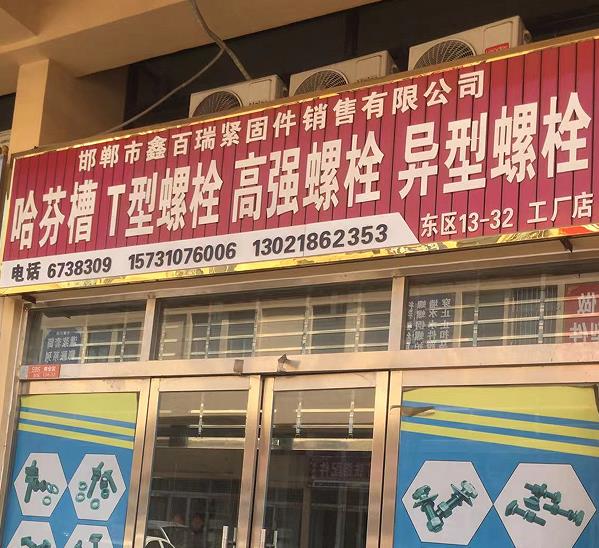 邯郸市鑫百瑞紧固件销售有限公司
哈芬槽 T型螺栓 高强螺栓 异型螺栓
电话 6738309 15731076006 13021862353
东区13-32 工厂店